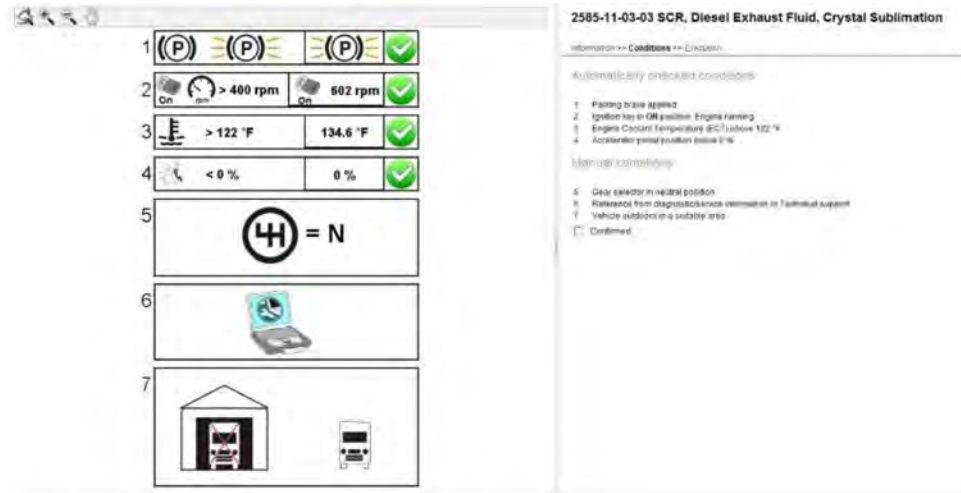 1 (P) (P) (P)
2 On rpm > 400 rpm On 602 rpm
3 > 122 °F 134.6 °F
4 < 0 % 0 %
5 = N
6
7
2585-11-03-03 SCR, Diesel Exhaust Fluid, Crystal Sublimation
Information >> Conditions >> Execution
Automatically checked conditions
1 Parking brake applied
2 Ignition key in ON position. Engine running
3 Engine Coolant Temperature (ECT) above 122 °F
4 Accelerator pedal position below 0 %
Manual conditions
5 Gear selector in neutral position
6 Reference from diagnostic/service information or Technical support
7 Vehicle outdoors in a suitable area
Confirmed